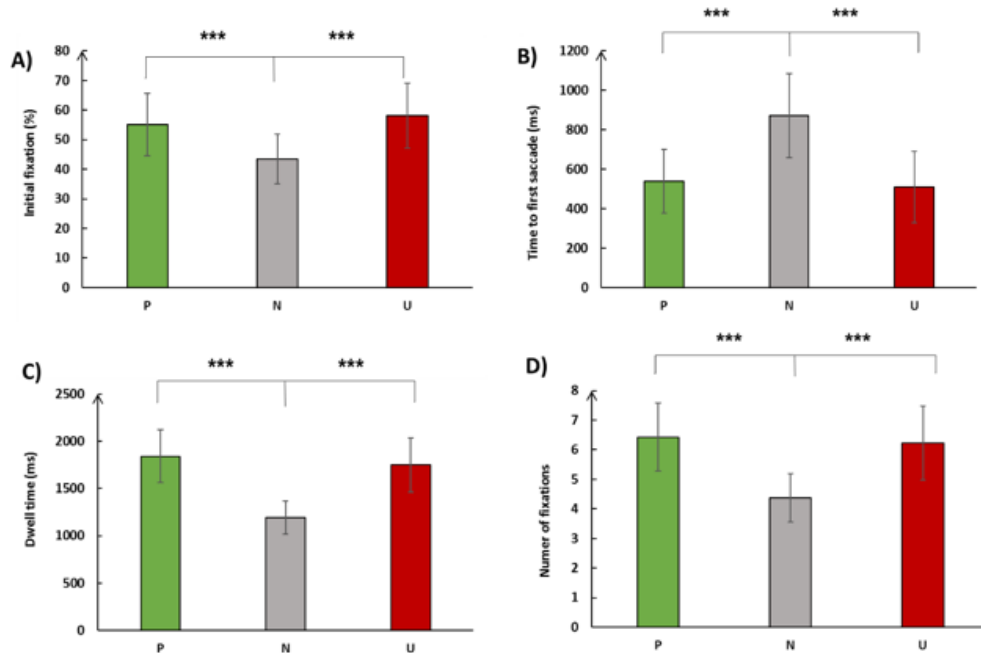 A)
*** ***
Initial fixation (%)
80
70
60
50
40
30
20
10
0
P N U
B)
*** ***
Time to first saccade (ms)
1200
1000
800
600
400
200
0
P N U
C)
*** ***
Dwell time (ms)
2500
2000
1500
1000
500
0
P N U
D)
*** ***
Numer of fixations
8
7
6
5
4
3
2
1
0
P N U